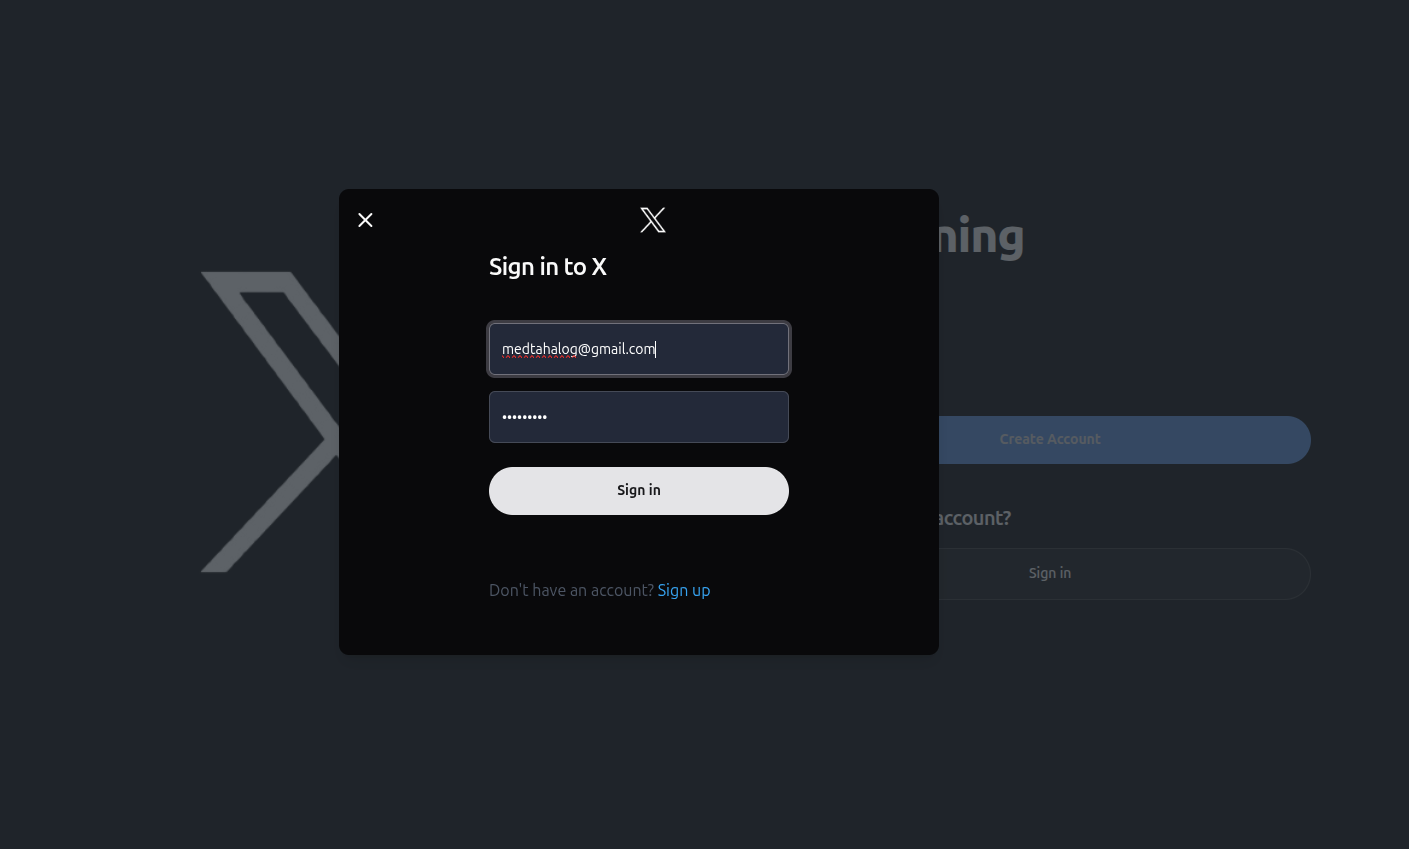 Sign in to X
medtahalog@gmail.com
•••••••••
Sign in
Don't have an account? Sign up
ning
Create Account
account?
Sign in